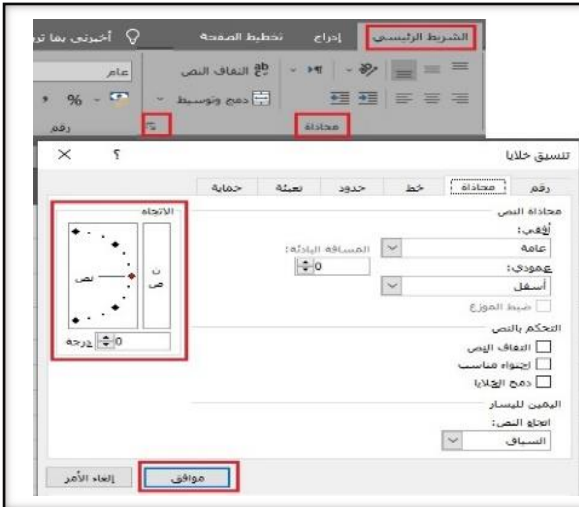 الشريط الرئيسي إدراج تخطيط الصفحة أخبرني بما تري
ab التفاف النص عام
دمج وتوسيط % ,
محاذاة رقم
تنسيق خلايا ? ×
رقم محاذاة خط حدود تعبئة حماية
محاذاة النص الاتجاه
أفقي:
عامة المسافة البادئة: 0
عمودي:
أسفل
ن ص نص
ضبط الموزع
0 درجة
التحكم بالنص
التفاف النص
احتواء مناسب
دمج الخلايا
اليمين لليسار
اتجاه النص:
السياق
موافق إلغاء الأمر